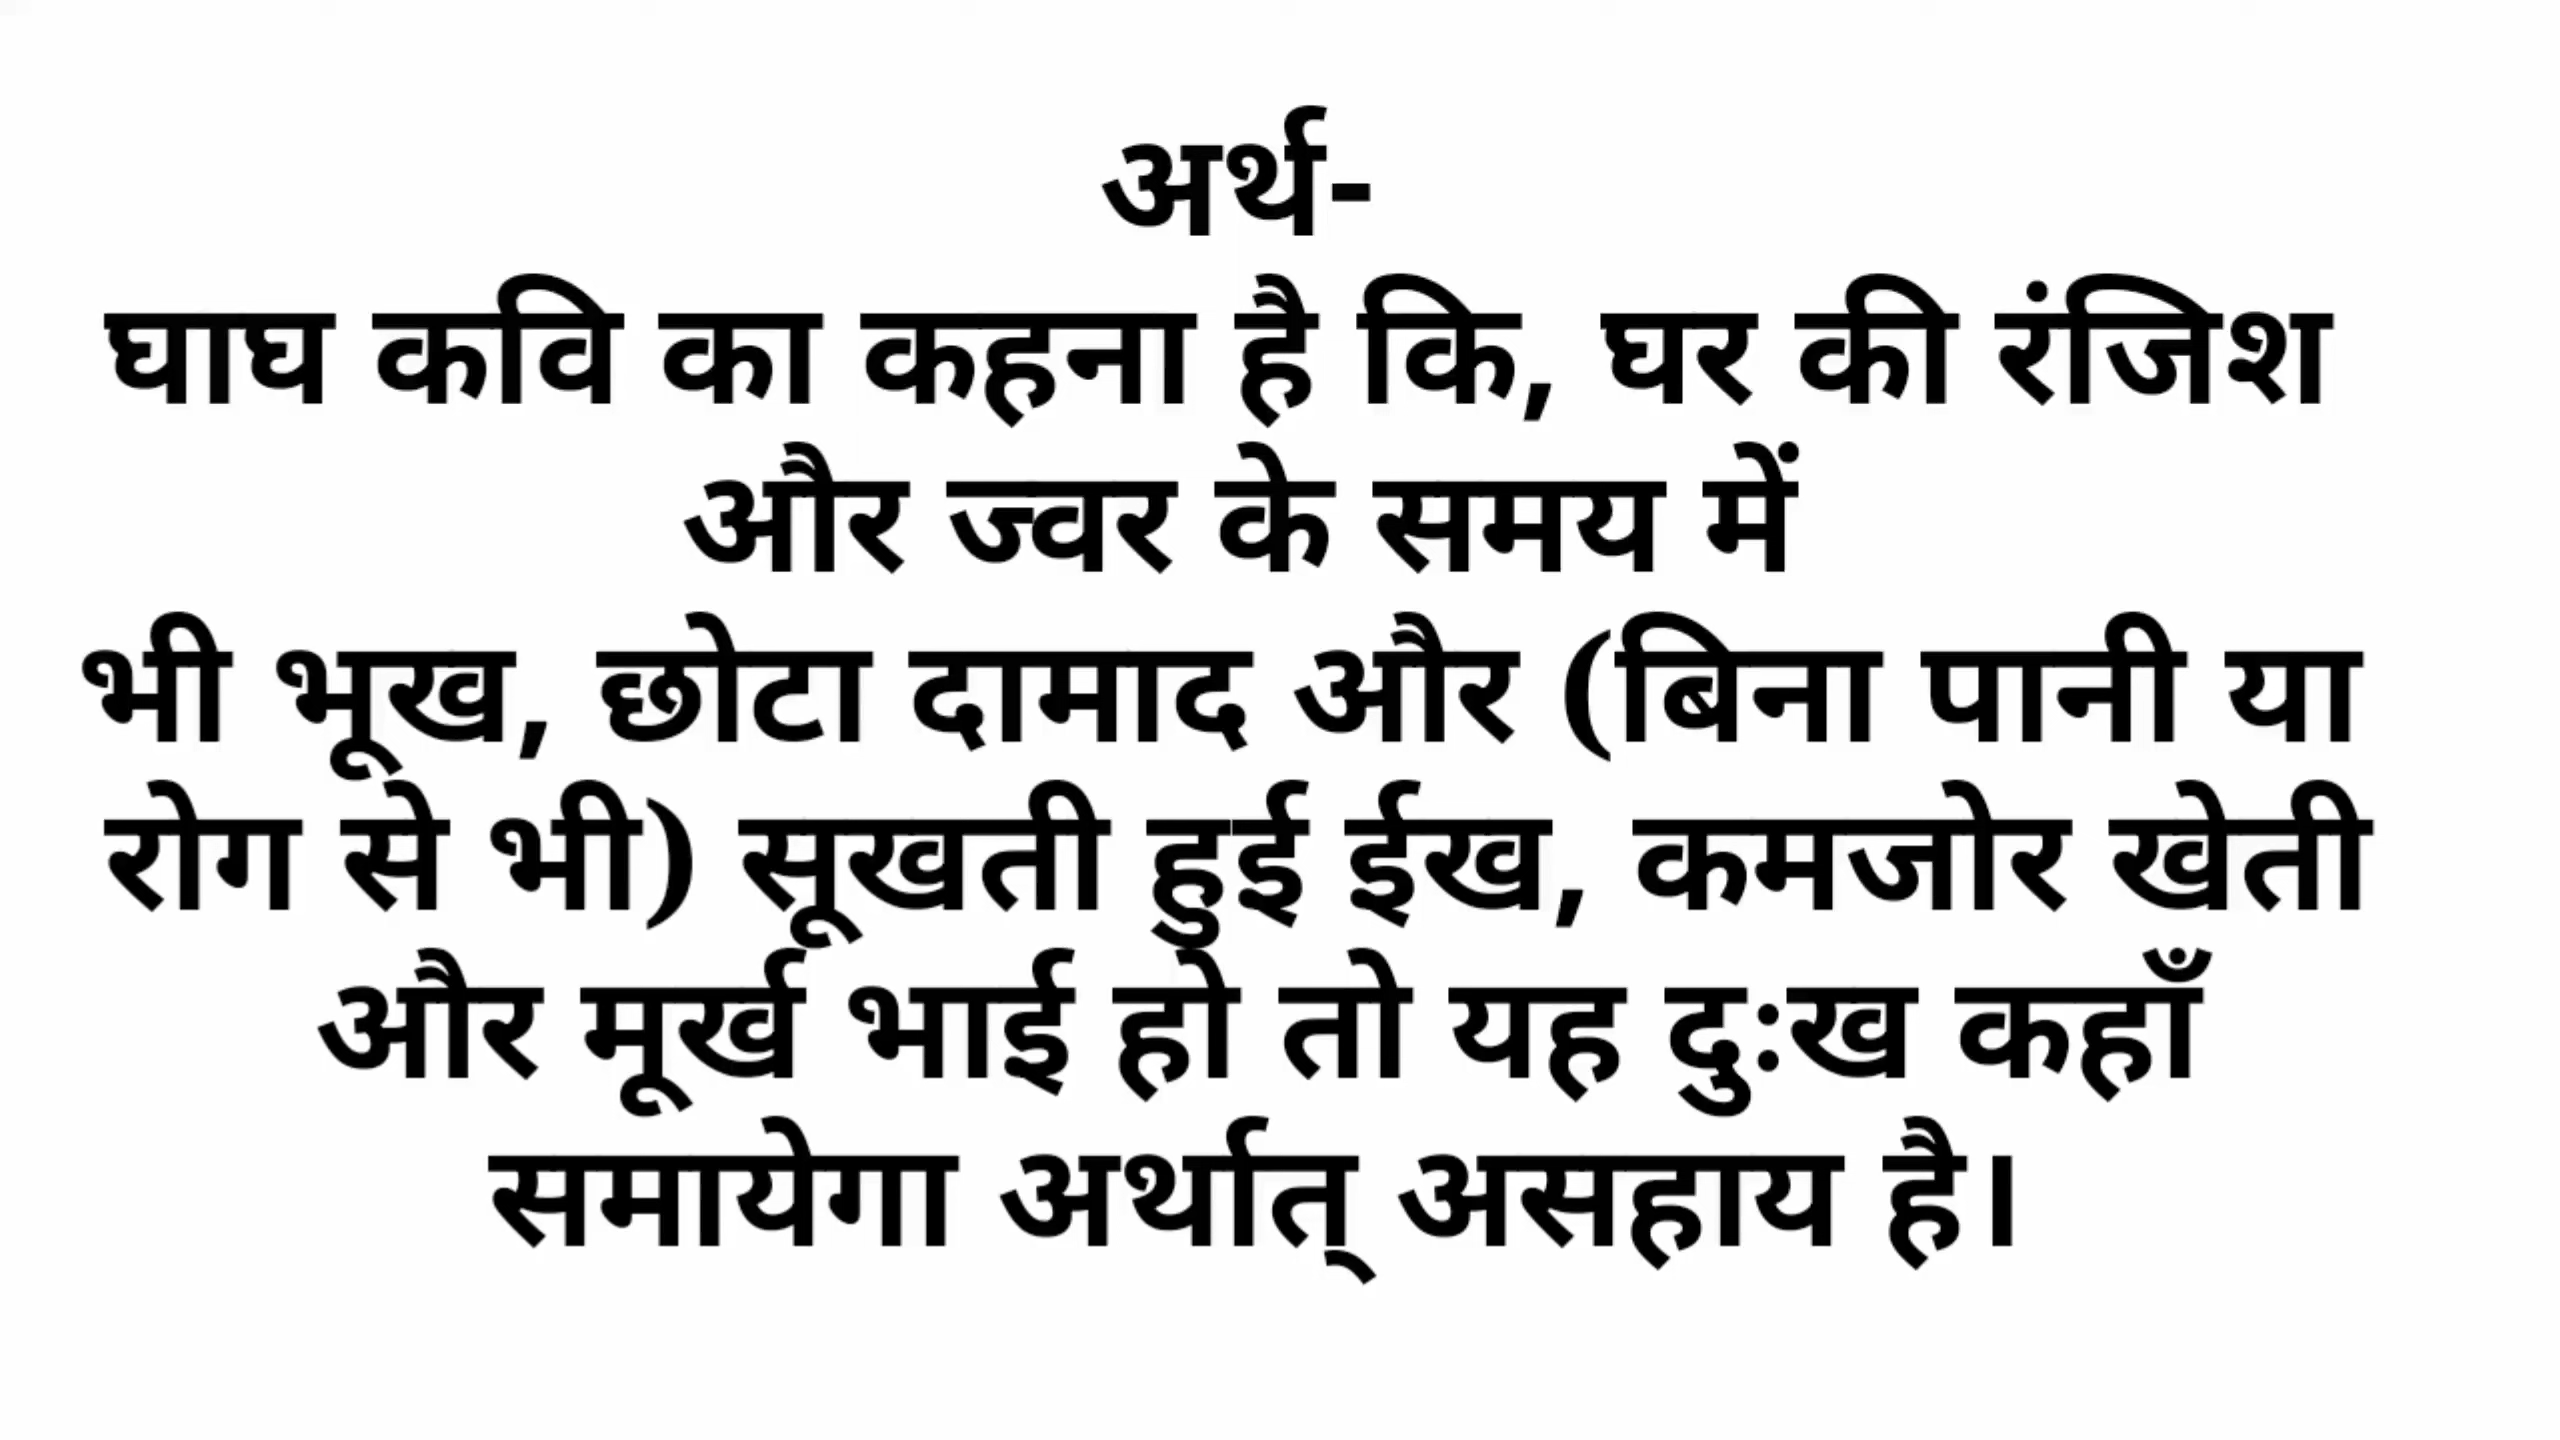 अर्थ-
घाघ कवि का कहना है कि, घर की रंजिश
और ज्वर के समय में
भी भूख, छोटा दामाद और (बिना पानी या
रोग से भी) सूखती हुई ईख, कमजोर खेती
और मूर्ख भाई हो तो यह दुःख कहाँ
समायेगा अर्थात् असहाय है।